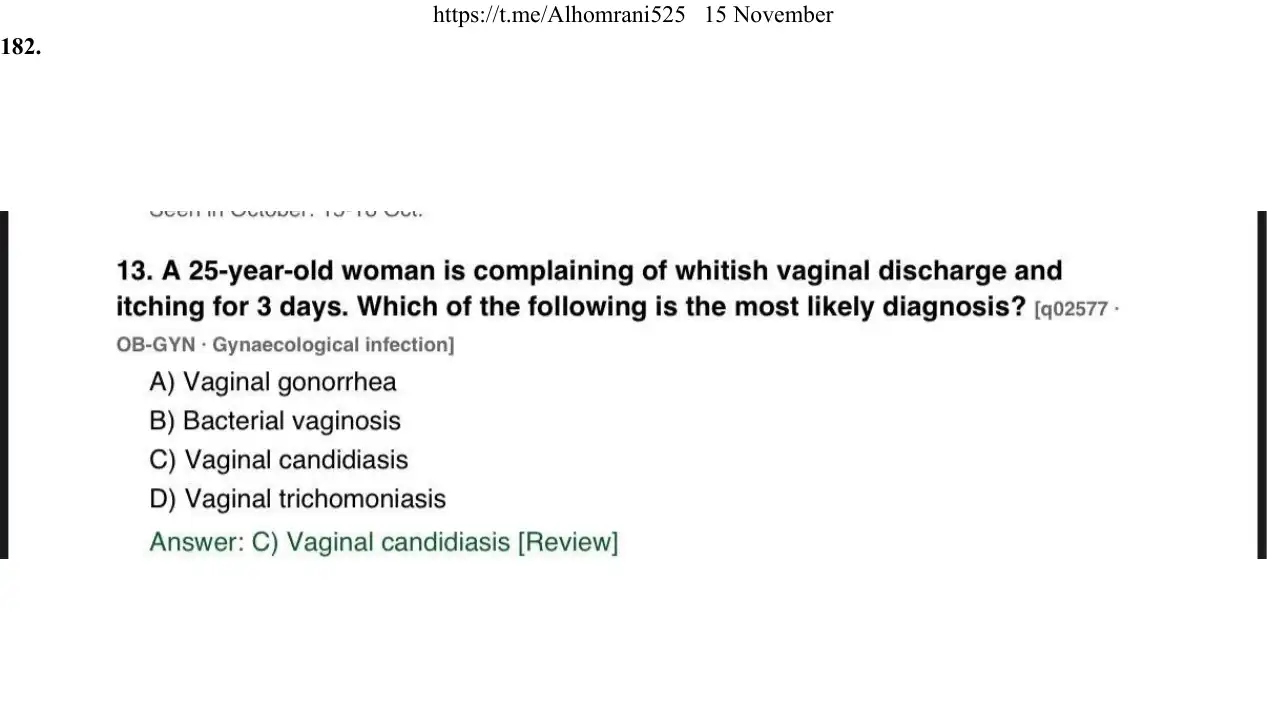 https://t.me/Alhomrani525 15 November
182.
13. A 25-year-old woman is complaining of whitish vaginal discharge and
itching for 3 days. Which of the following is the most likely diagnosis? [q02577 ·
OB-GYN · Gynaecological infection]
A) Vaginal gonorrhea
B) Bacterial vaginosis
C) Vaginal candidiasis
D) Vaginal trichomoniasis
Answer: C) Vaginal candidiasis [Review]